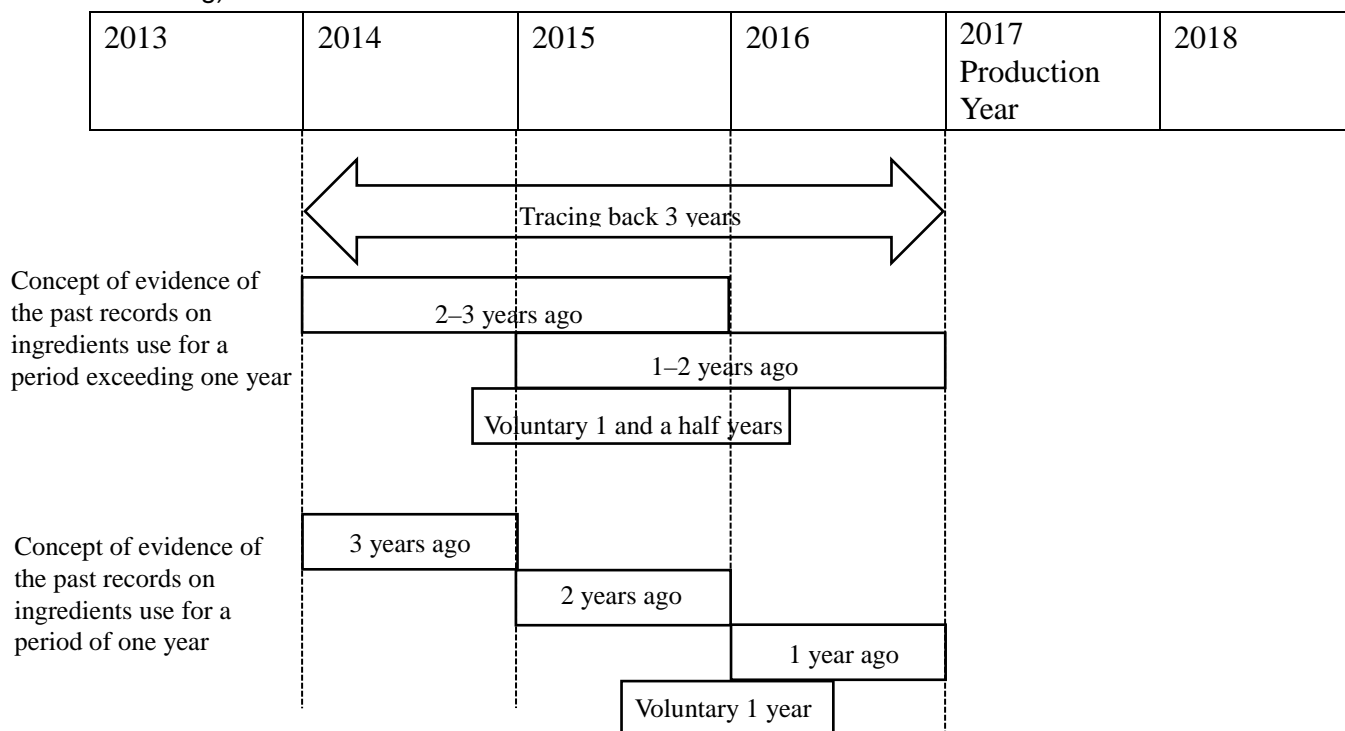 2013
2014
2015
2016
2017
Production
Year
2018
Tracing back 3 years
Concept of evidence of
the past records on
ingredients use for a
period exceeding one year
2–3 years ago
1–2 years ago
Voluntary 1 and a half years
Concept of evidence of
the past records on
ingredients use for a
period of one year
3 years ago
2 years ago
1 year ago
Voluntary 1 year